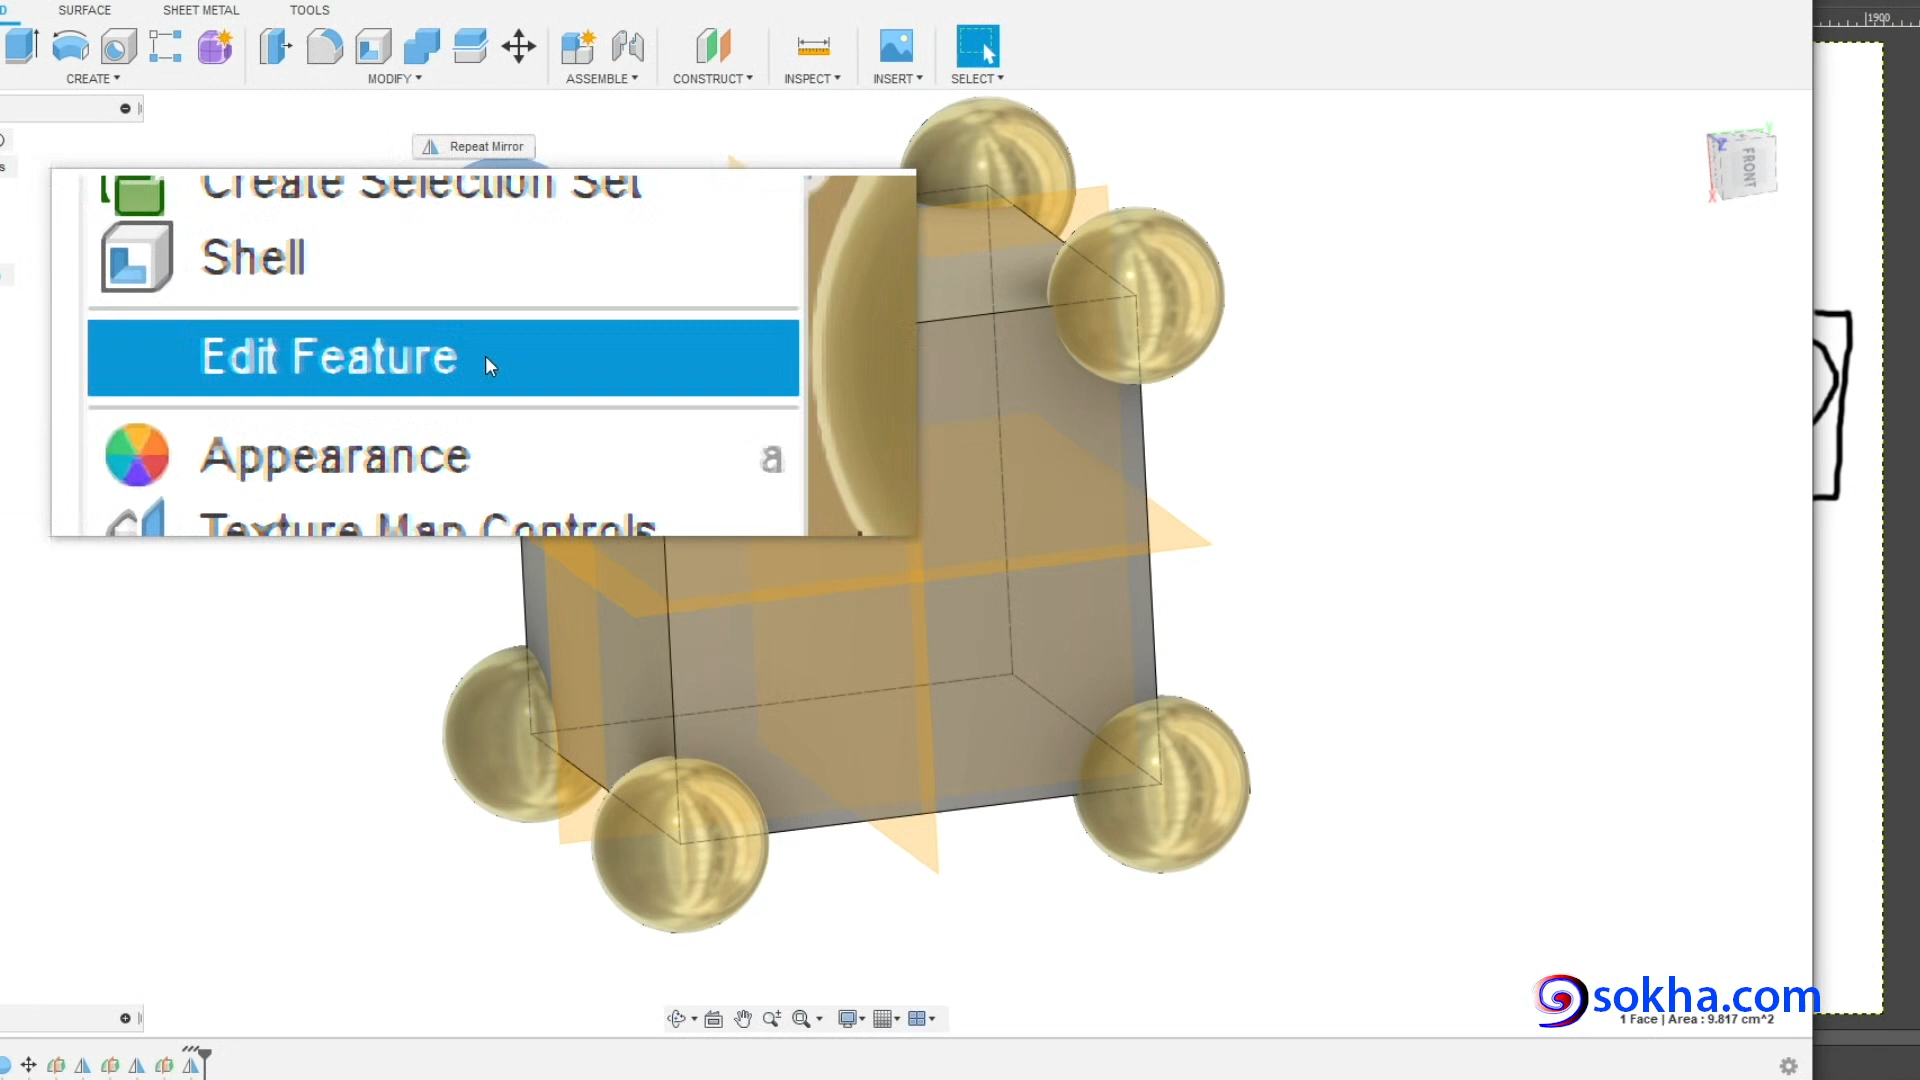 SURFACE SHEET METAL TOOLS
CREATE MODIFY ASSEMBLE CONSTRUCT INSPECT INSERT SELECT
1900
Repeat Mirror
Create Selection Set
Shell
Edit Feature
Appearance a
Texture Map Controls
FRONT
Z
X
sokha.com
1 Face | Area : 9.817 cm^2